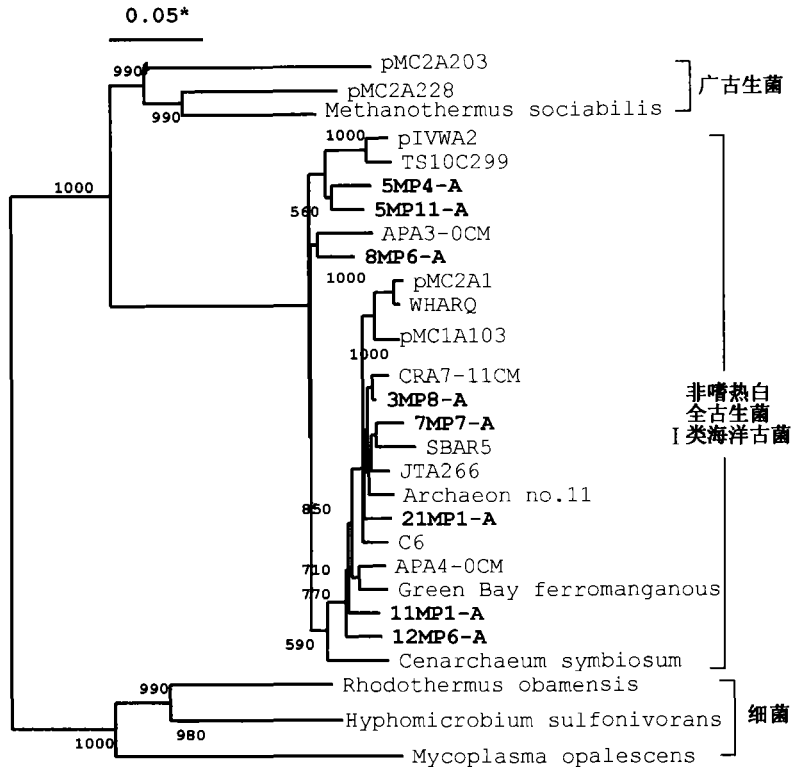 0.05*
990
pMC2A203
pMC2A228
990
Methanothermus sociabilis
广古生菌
1000
1000
pIVWA2
TS10C299
5MP4-A
560
5MP11-A
APA3-0CM
8MP6-A
1000
pMC2A1
WHARQ
pMC1A103
1000
CRA7-11CM
3MP8-A
7MP7-A
SBAR5
JTA266
Archaeon no.11
850
21MP1-A
C6
710
APA4-0CM
770
Green Bay ferromanganous
11MP1-A
12MP6-A
590
Cenarchaeum symbiosum
非嗜热白
全古生菌
I 类海洋古菌
990
Rhodothermus obamensis
980
Hyphomicrobium sulfonivorans
1000
Mycoplasma opalescens
细菌